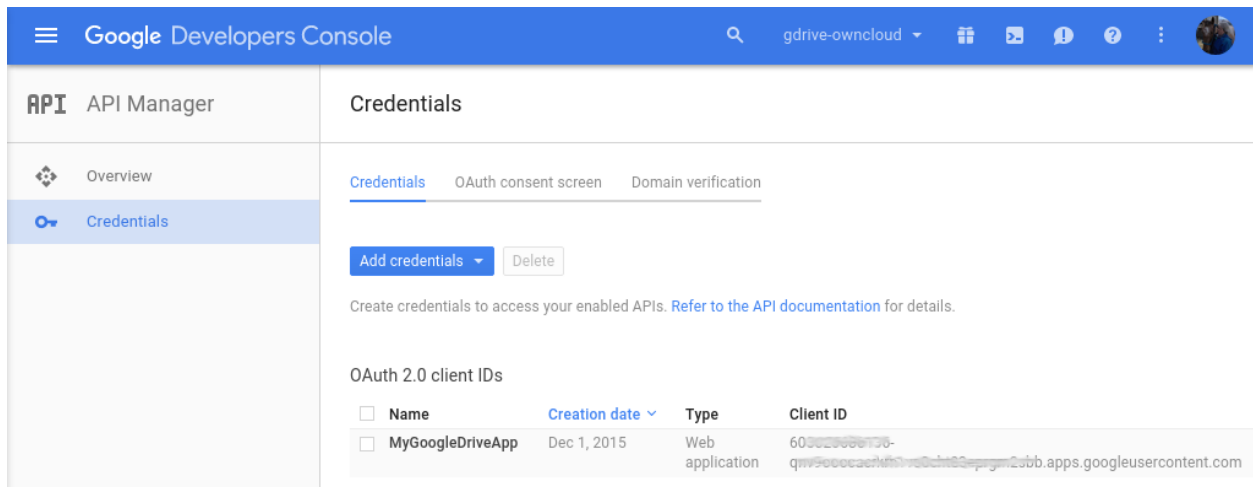 Google Developers Console gdrive-owncloud
API API Manager Credentials
Overview
Credentials OAuth consent screen Domain verification
Credentials
Add credentials Delete
Create credentials to access your enabled APIs. Refer to the API documentation for details.
OAuth 2.0 client IDs
Name Creation date Type Client ID
MyGoogleDriveApp Dec 1, 2015 Web
application .apps.googleusercontent.com